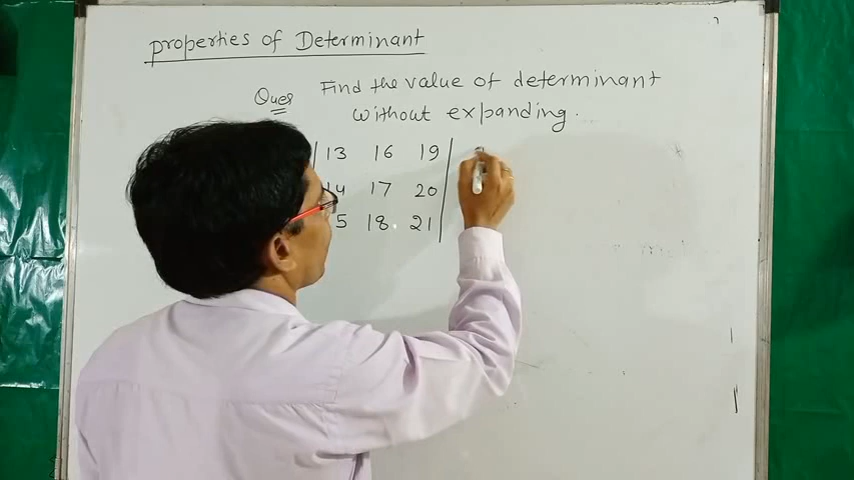 properties of Determinant
Ques Find the value of determinant
without expanding.
13 16 19
14 17 20
5 18 21